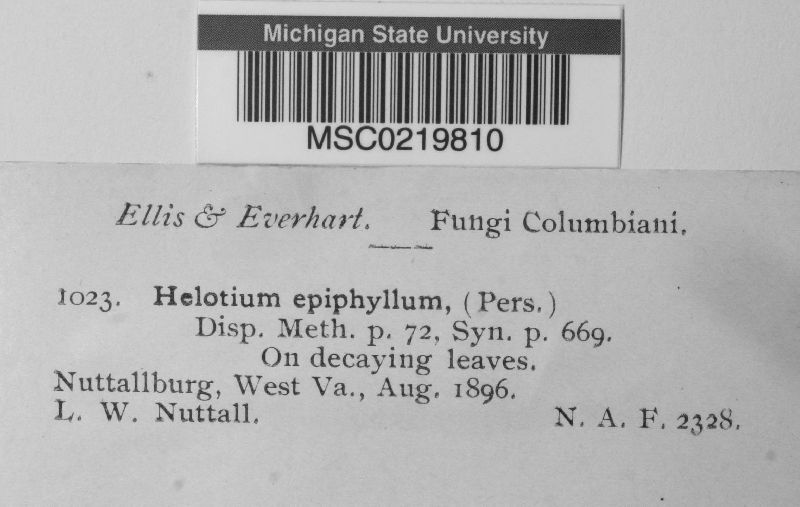 Michigan State University
MSC0219810
Ellis & Everhart. Fungi Columbiani.
1023. Helotium epiphyllum, (Pers.)
Disp. Meth. p. 72, Syn. p. 669.
On decaying leaves.
Nuttallburg, West Va., Aug. 1896.
L. W. Nuttall. N. A. F. 2328.